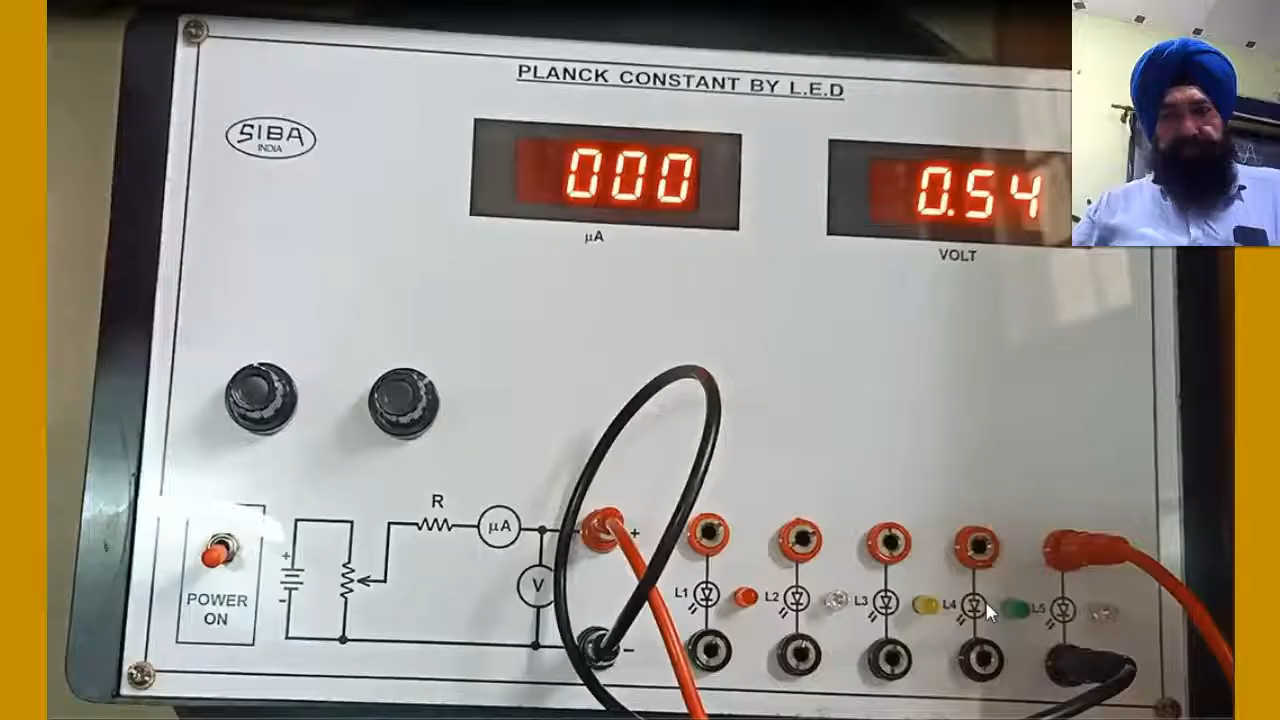 PLANCK CONSTANT BY L.E.D
SIBA
INDIA
000
0.54
μA
VOLT
R
μA
+
+
-
V
-
POWER
ON
L1
L2
L3
L4
L5